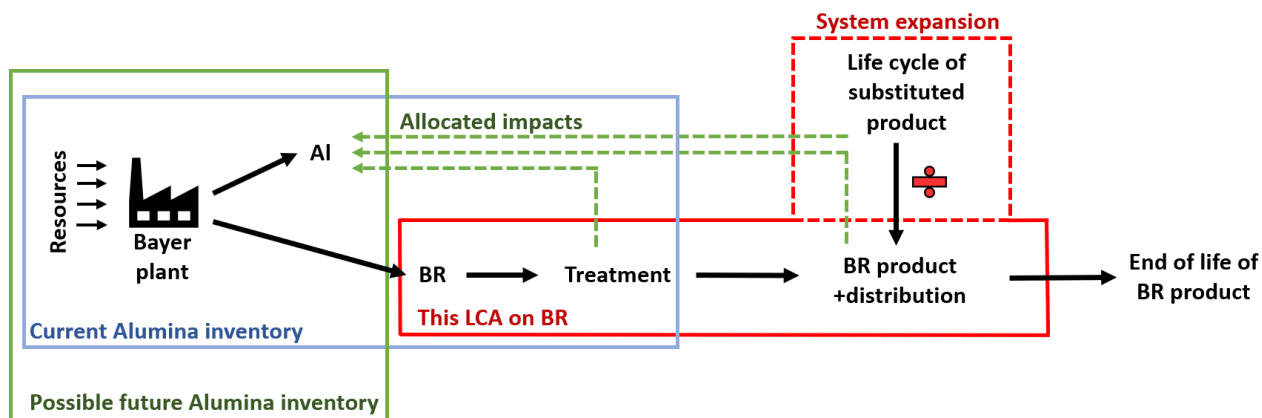 System expansion
Life cycle of
substituted
product
Allocated impacts
Al
Resources
Bayer
plant
BR
Treatment
BR product
+distribution
End of life of
BR product
This LCA on BR
Current Alumina inventory
Possible future Alumina inventory